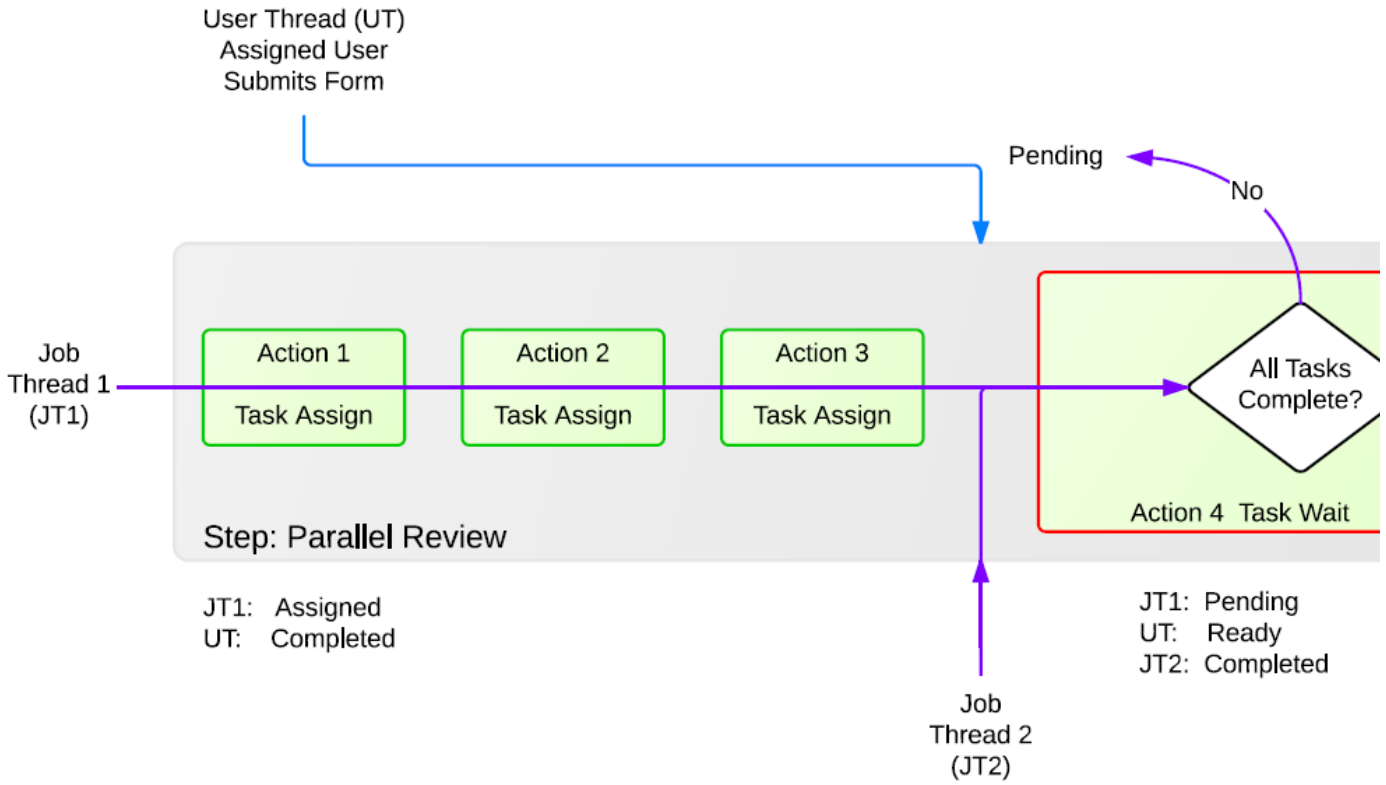 User Thread (UT)
Assigned User
Submits Form
Pending
No
Job
Thread 1
(JT1)
Action 1
Task Assign
Action 2
Task Assign
Action 3
Task Assign
All Tasks
Complete?
Action 4  Task Wait
Step: Parallel Review
JT1: Assigned
UT: Completed
JT1: Pending
UT: Ready
JT2: Completed
Job
Thread 2
(JT2)